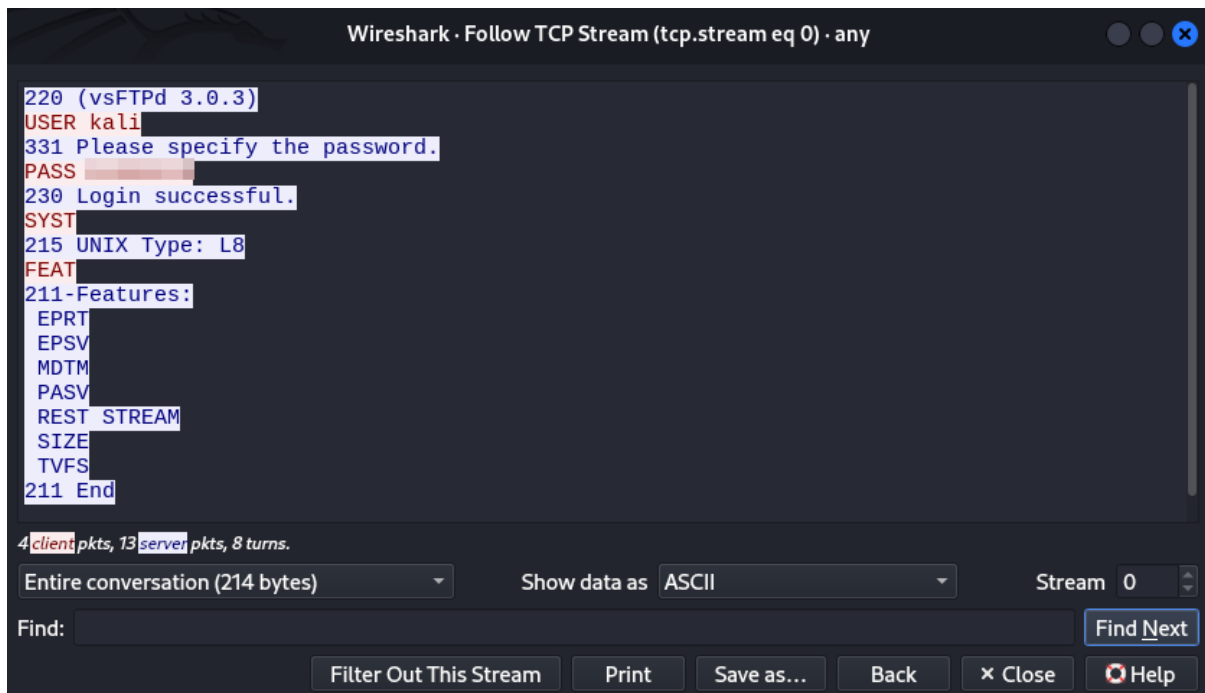 Wireshark · Follow TCP Stream (tcp.stream eq 0) · any
220 (vsFTPd 3.0.3)
USER kali
331 Please specify the password.
PASS
230 Login successful.
SYST
215 UNIX Type: L8
FEAT
211-Features:
EPRT
EPSV
MDTM
PASV
REST STREAM
SIZE
TVFS
211 End
4 client pkts, 13 server pkts, 8 turns.
Entire conversation (214 bytes) Show data as ASCII Stream 0
Find: Find Next
Filter Out This Stream Print Save as... Back × Close Help